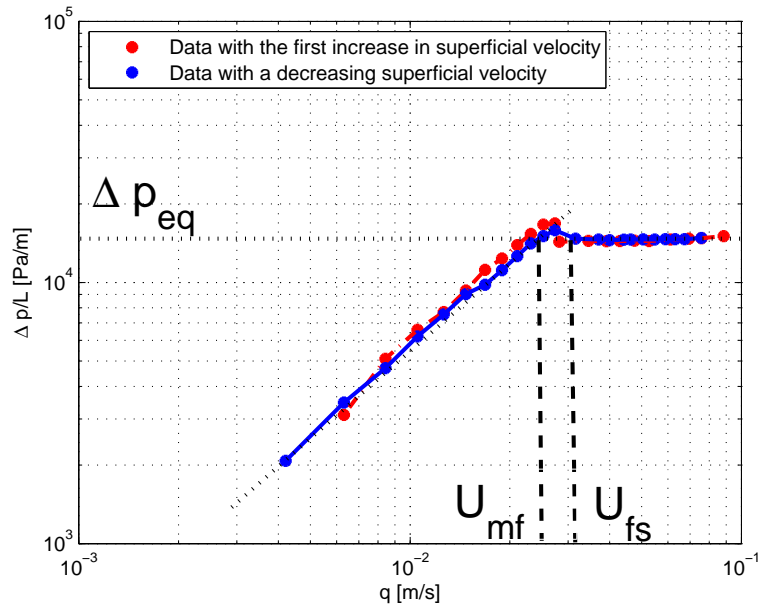 10^5
Data with the first increase in superficial velocity
Data with a decreasing superficial velocity
Δ p_eq
10^4
Δ p/L [Pa/m]
U_mf
U_fs
10^3
10^-3
10^-2
10^-1
q [m/s]